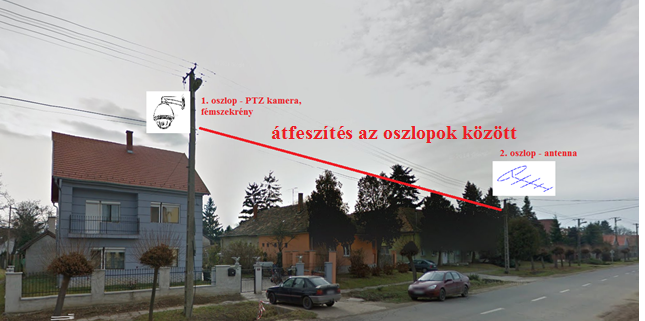 1. oszlop - PTZ kamera,
fémszekrény
átfeszítés az oszlopok között
2. oszlop - antenna